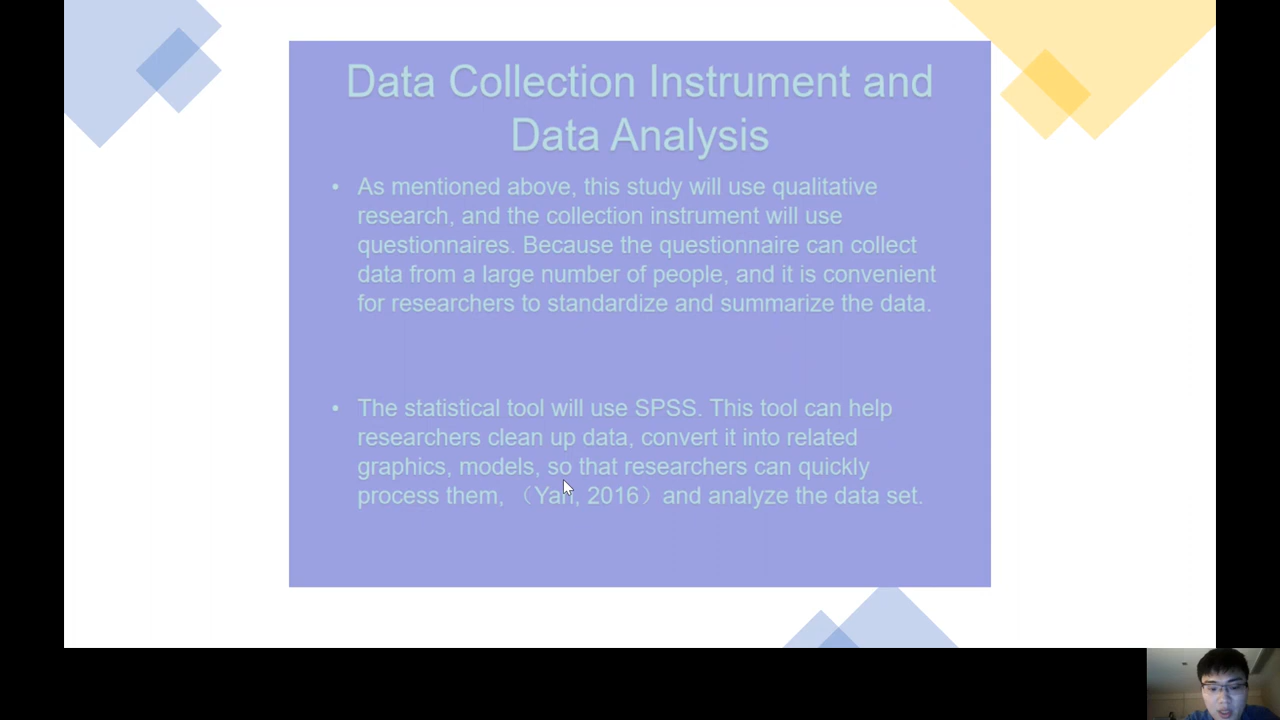 Data Collection Instrument and
Data Analysis
• As mentioned above, this study will use qualitative
research, and the collection instrument will use
questionnaires. Because the questionnaire can collect
data from a large number of people, and it is convenient
for researchers to standardize and summarize the data.
• The statistical tool will use SPSS. This tool can help
researchers clean up data, convert it into related
graphics, models, so that researchers can quickly
process them, （Yan, 2016）and analyze the data set.